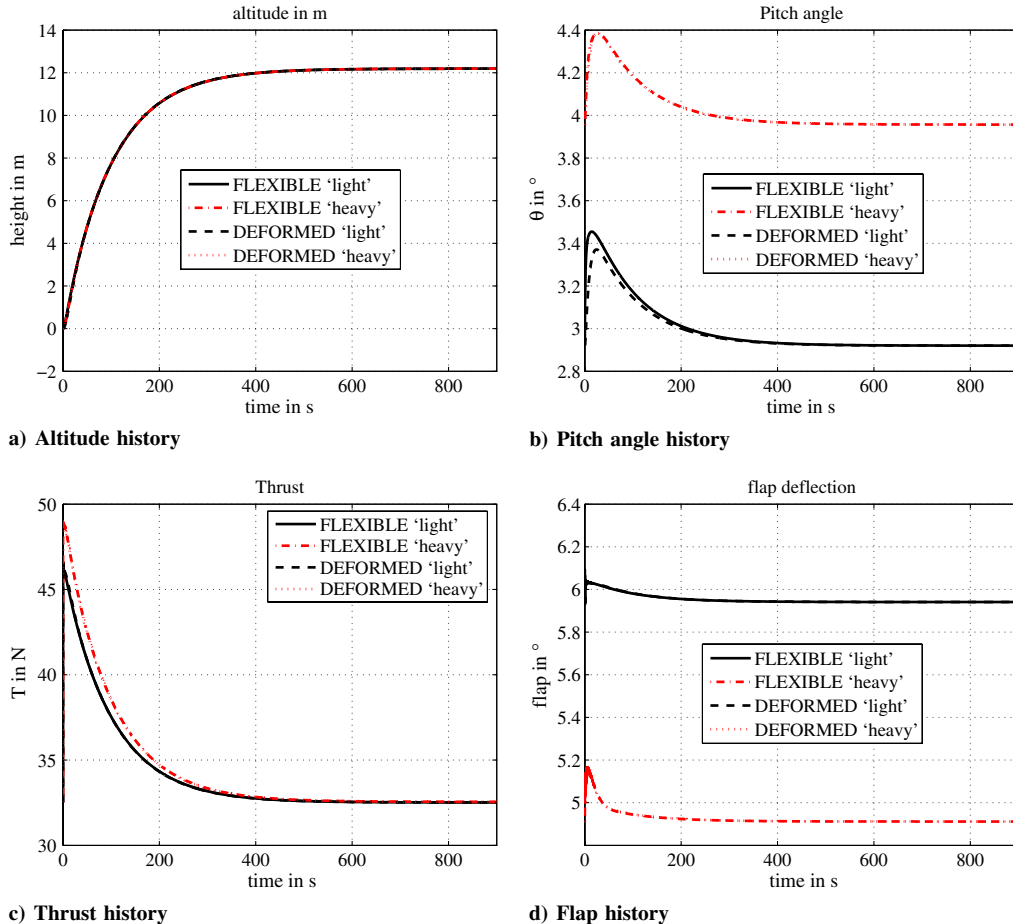 altitude in m
14
12
10
8
6
4
2
0
−2
height in m
FLEXIBLE ‘light’
FLEXIBLE ‘heavy’
DEFORMED ‘light’
DEFORMED ‘heavy’
0 200 400 600 800
time in s
a) Altitude history
Pitch angle
4.4
4.2
4
3.8
3.6
3.4
3.2
3
2.8
θ in °
FLEXIBLE ‘light’
FLEXIBLE ‘heavy’
DEFORMED ‘light’
DEFORMED ‘heavy’
0 200 400 600 800
time in s
b) Pitch angle history
Thrust
50
45
40
35
30
T in N
FLEXIBLE ‘light’
FLEXIBLE ‘heavy’
DEFORMED ‘light’
DEFORMED ‘heavy’
0 200 400 600 800
time in s
c) Thrust history
flap deflection
6.4
6.2
6
5.8
5.6
5.4
5.2
5
flap in °
FLEXIBLE ‘light’
FLEXIBLE ‘heavy’
DEFORMED ‘light’
DEFORMED ‘heavy’
0 200 400 600 800
time in s
d) Flap history